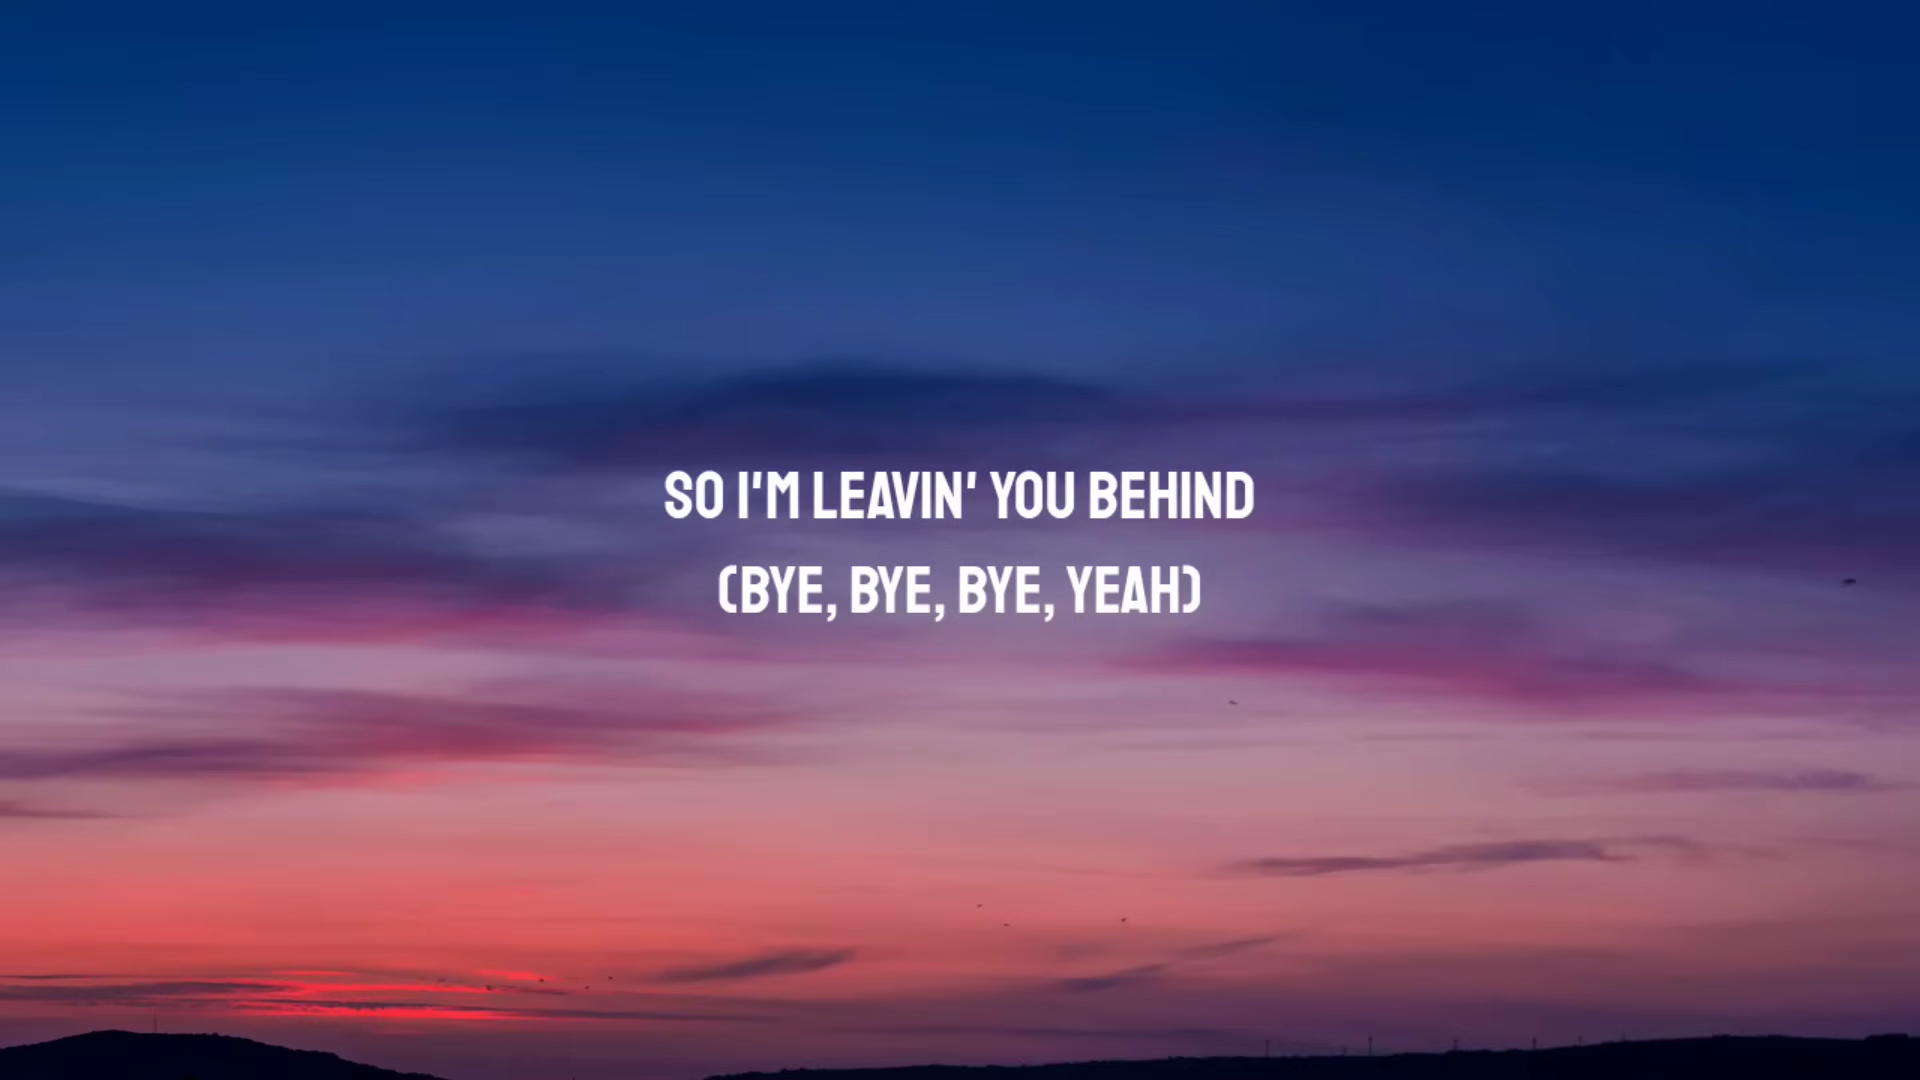 SO I'M LEAVIN' YOU BEHIND
(BYE, BYE, BYE, YEAH)